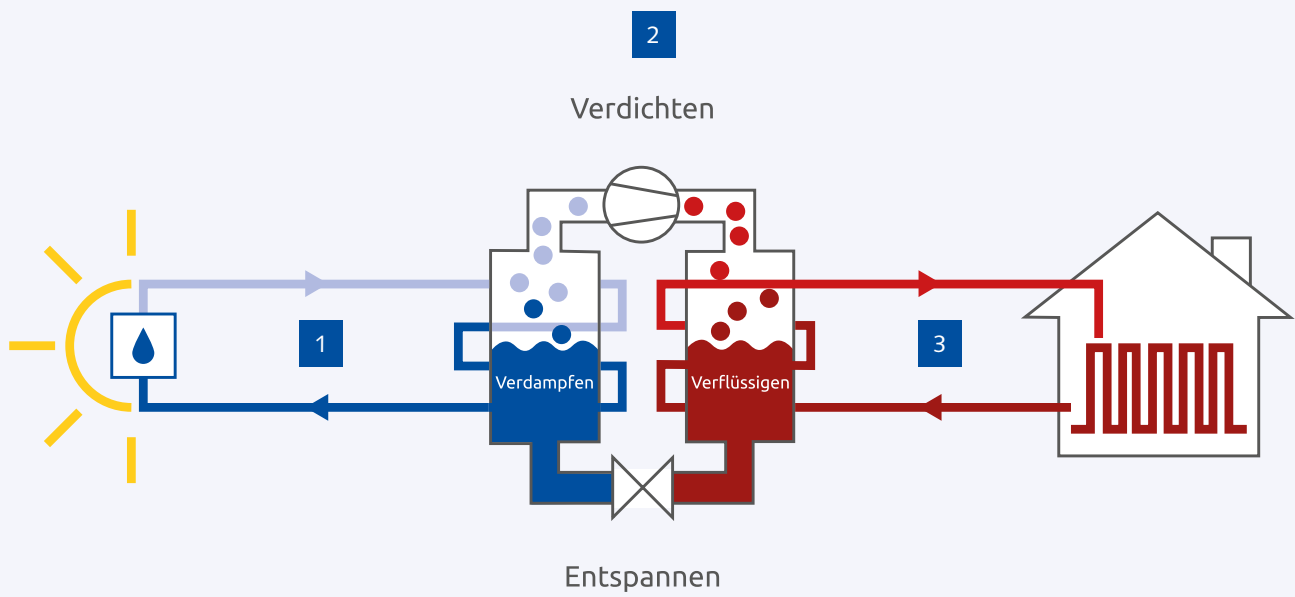 2
Verdichten
1
3
Verdampfen
Verflüssigen
Entspannen